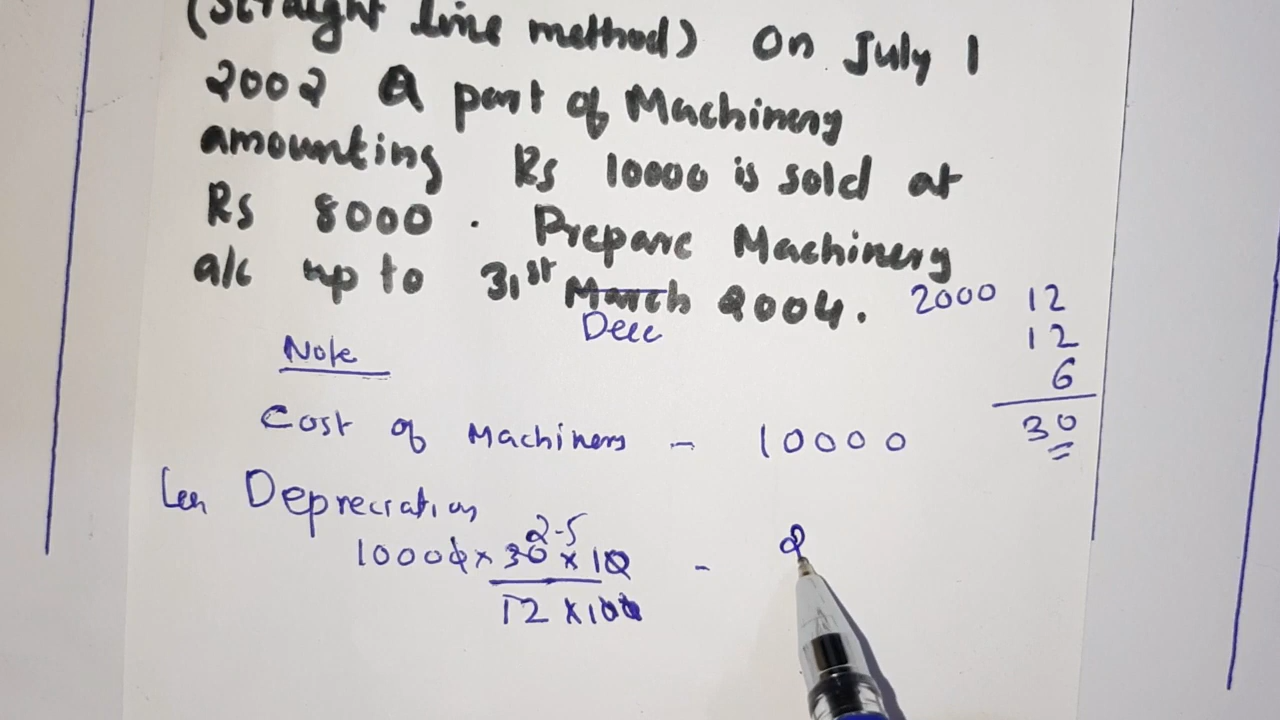 (Straight line method) On July 1
2002 A part of Machinery
amounting Rs 10000 is sold at
Rs 8000. Prepare Machinery
a/c up to 31st March 2004.
Dece
2000 12
12
6
30
Note
Cost of Machinery - 10000
Less Depreciation
2.5
10000 x 30 x 10 - 2
12 x 100